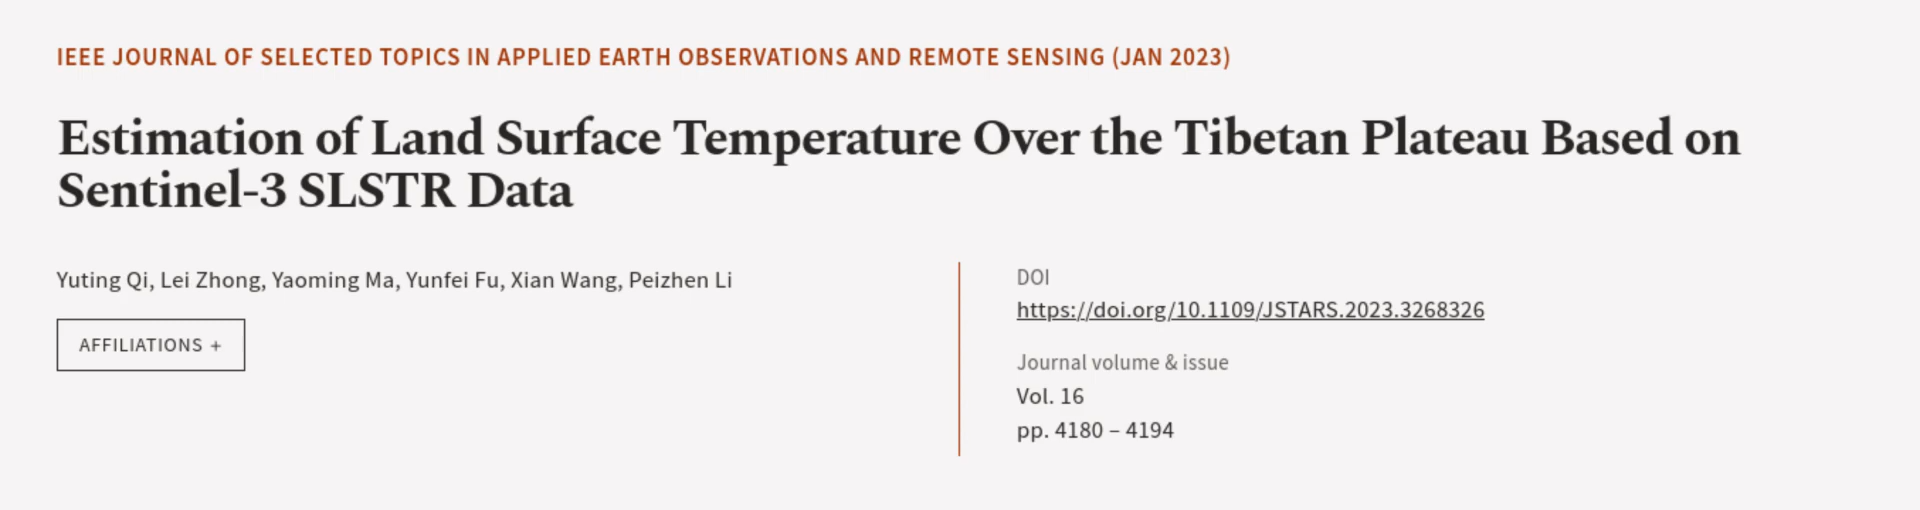 IEEE JOURNAL OF SELECTED TOPICS IN APPLIED EARTH OBSERVATIONS AND REMOTE SENSING (JAN 2023)
Estimation of Land Surface Temperature Over the Tibetan Plateau Based on
Sentinel-3 SLSTR Data
Yuting Qi, Lei Zhong, Yaoming Ma, Yunfei Fu, Xian Wang, Peizhen Li
AFFILIATIONS +
DOI
https://doi.org/10.1109/JSTARS.2023.3268326
Journal volume & issue
Vol. 16
pp. 4180 – 4194